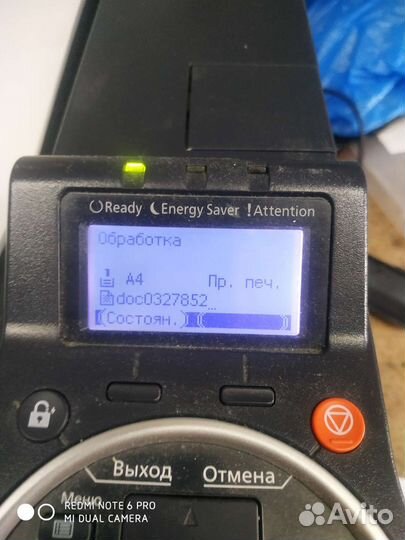 Ready Energy Saver ! Attention
Обработка
1 A4 Пр. печ.
doc0327852...
(Состоян.)
Выход Отмена
Меню
REDMI NOTE 6 PRO
MI DUAL CAMERA
Avito